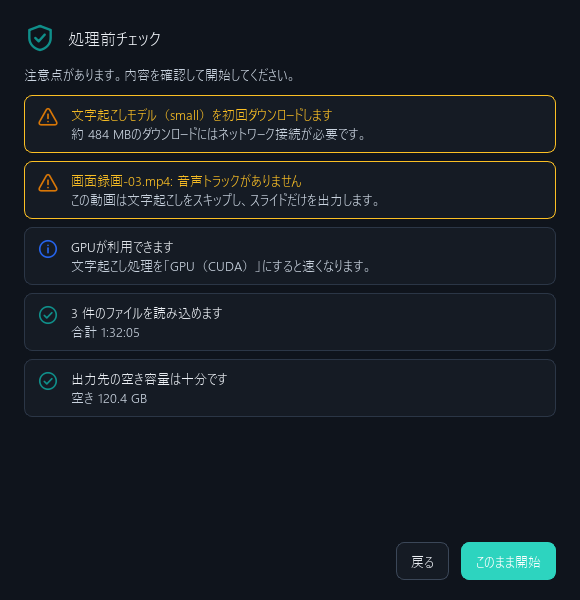 処理前チェック
注意点があります。内容を確認して開始してください。
文字起こしモデル（small）を初回ダウンロードします
約 484 MBのダウンロードにはネットワーク接続が必要です。
画面録画-03.mp4: 音声トラックがありません
この動画は文字起こしをスキップし、スライドだけを出力します。
GPUが利用できます
文字起こし処理を「GPU（CUDA）」にすると速くなります。
3 件のファイルを読み込めます
合計 1:32:05
出力先の空き容量は十分です
空き 120.4 GB
戻る
このまま開始